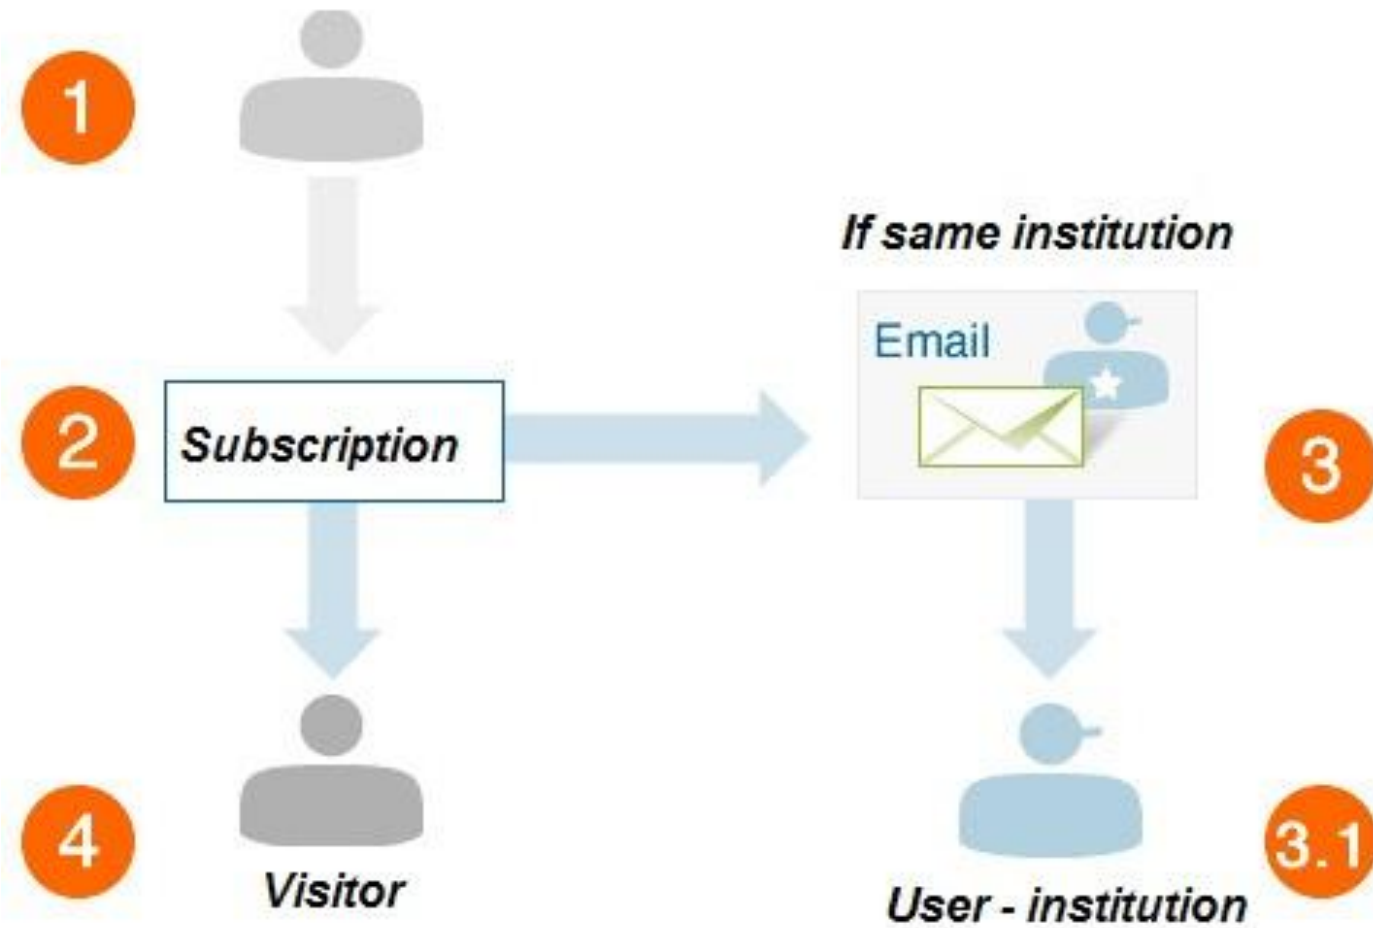 1
If same institution
Email
2
Subscription
3
4
Visitor
3.1
User - institution